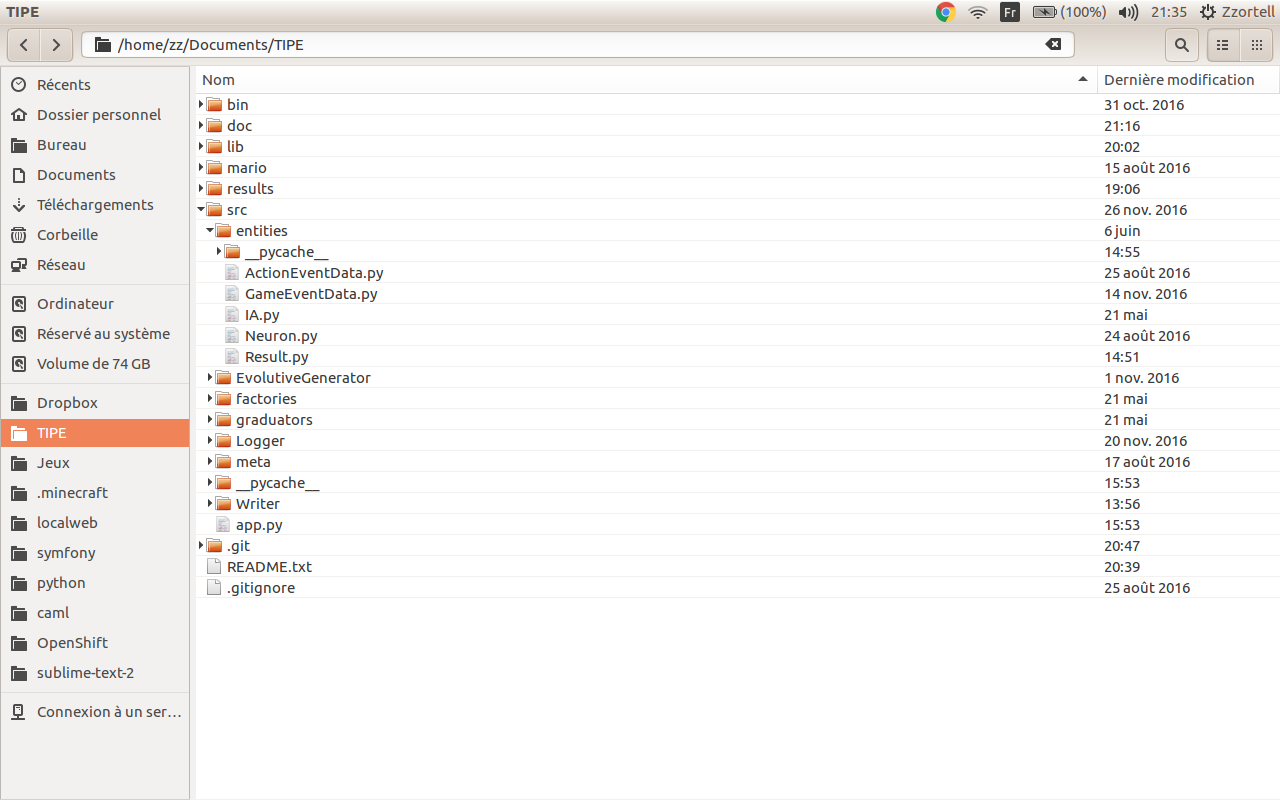 TIPE
Fr (100%) 21:35 Zzortell
/home/zz/Documents/TIPE
Récents
Dossier personnel
Bureau
Documents
Téléchargements
Corbeille
Réseau
Ordinateur
Réservé au système
Volume de 74 GB
Dropbox
TIPE
Jeux
.minecraft
localweb
symfony
python
caml
OpenShift
sublime-text-2
Connexion à un ser…
Nom Dernière modification
bin 31 oct. 2016
doc 21:16
lib 20:02
mario 15 août 2016
results 19:06
src 26 nov. 2016
entities 6 juin
__pycache__ 14:55
ActionEventData.py 25 août 2016
GameEventData.py 14 nov. 2016
IA.py 21 mai
Neuron.py 24 août 2016
Result.py 14:51
EvolutiveGenerator 1 nov. 2016
factories 21 mai
graduators 21 mai
Logger 20 nov. 2016
meta 17 août 2016
__pycache__ 15:53
Writer 13:56
app.py 15:53
.git 20:47
README.txt 20:39
.gitignore 25 août 2016